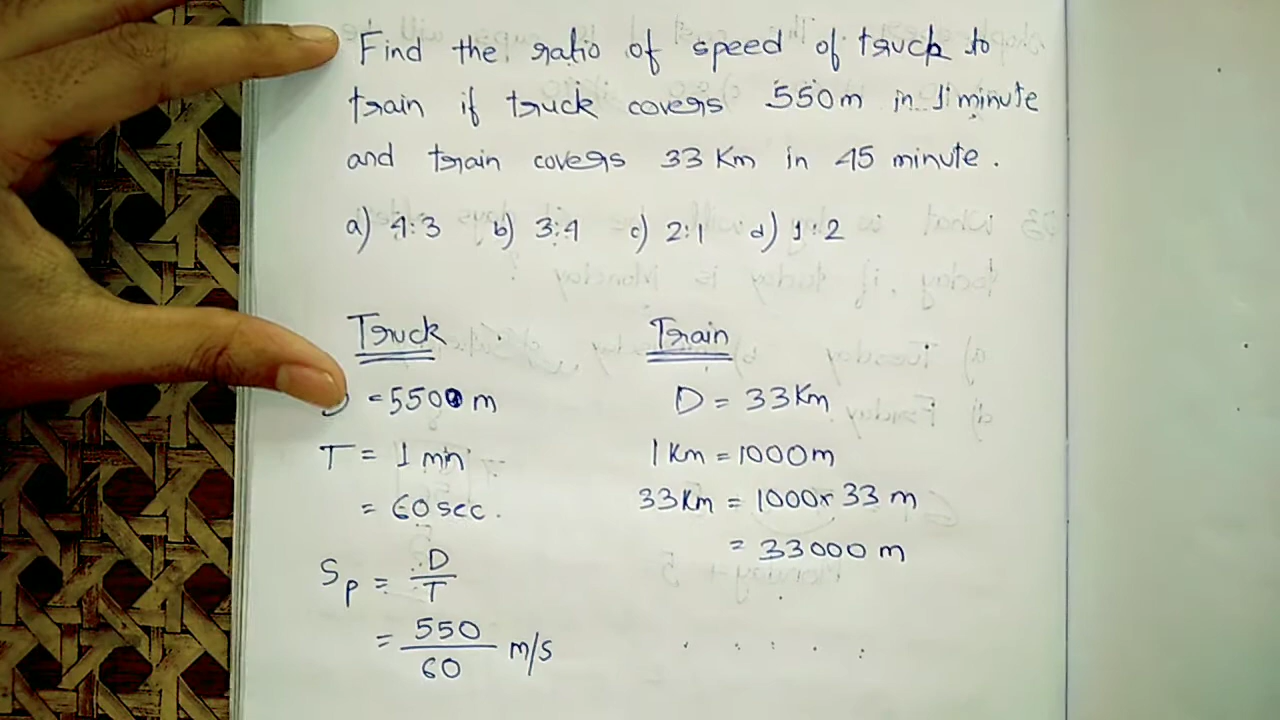 Find the ratio of speed of truck to
train if truck covers 550m in 1 minute
and train covers 33 Km in 45 minute.
a) 4:3 b) 3:4 c) 2:1 d) 1:2
Truck
= 550 m
T = 1 min
= 60 sec.
Sp = D/T
= 550/60 m/s
Train
D = 33Km
1 Km = 1000m
33Km = 1000x 33 m
= 33000 m